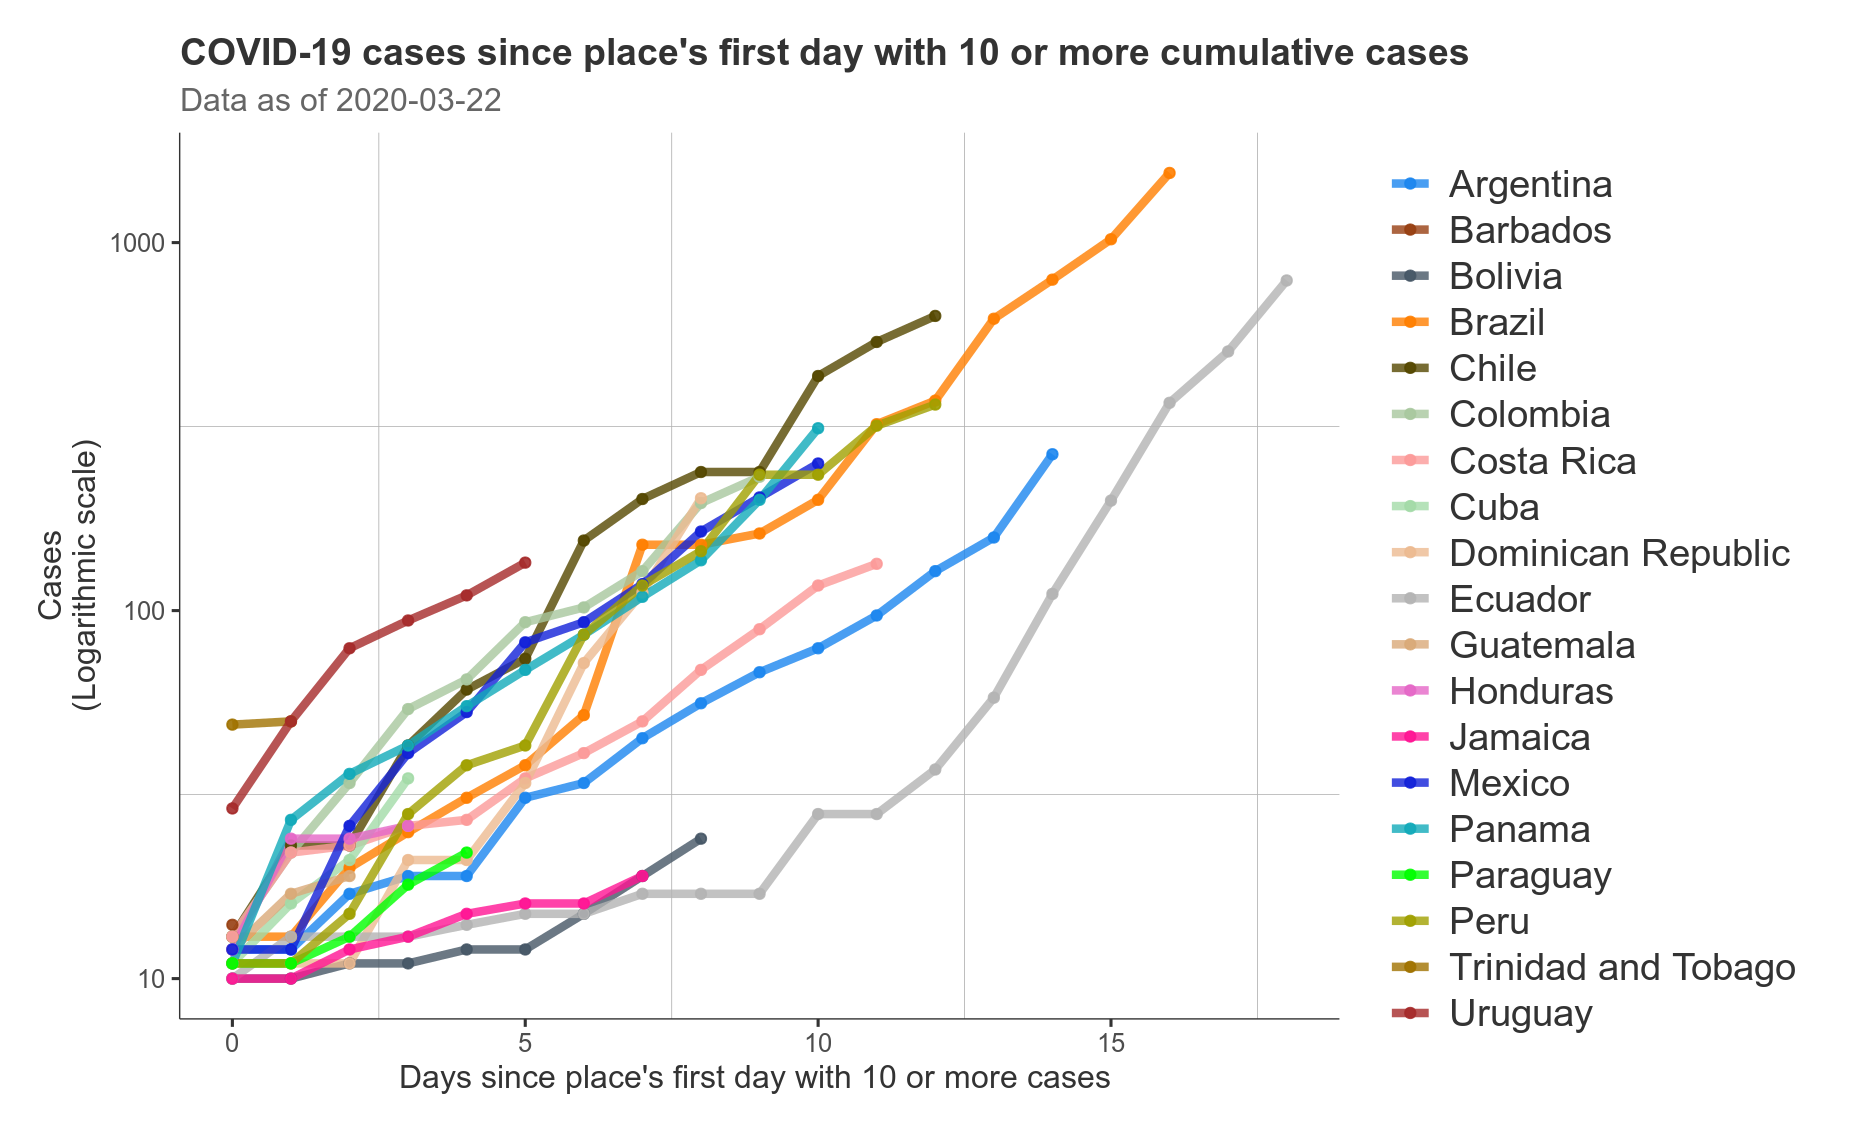 COVID-19 cases since place's first day with 10 or more cumulative cases
Data as of 2020-03-22
Cases
(Logarithmic scale)
1000
100
10
0 5 10 15
Days since place's first day with 10 or more cases
Argentina
Barbados
Bolivia
Brazil
Chile
Colombia
Costa Rica
Cuba
Dominican Republic
Ecuador
Guatemala
Honduras
Jamaica
Mexico
Panama
Paraguay
Peru
Trinidad and Tobago
Uruguay